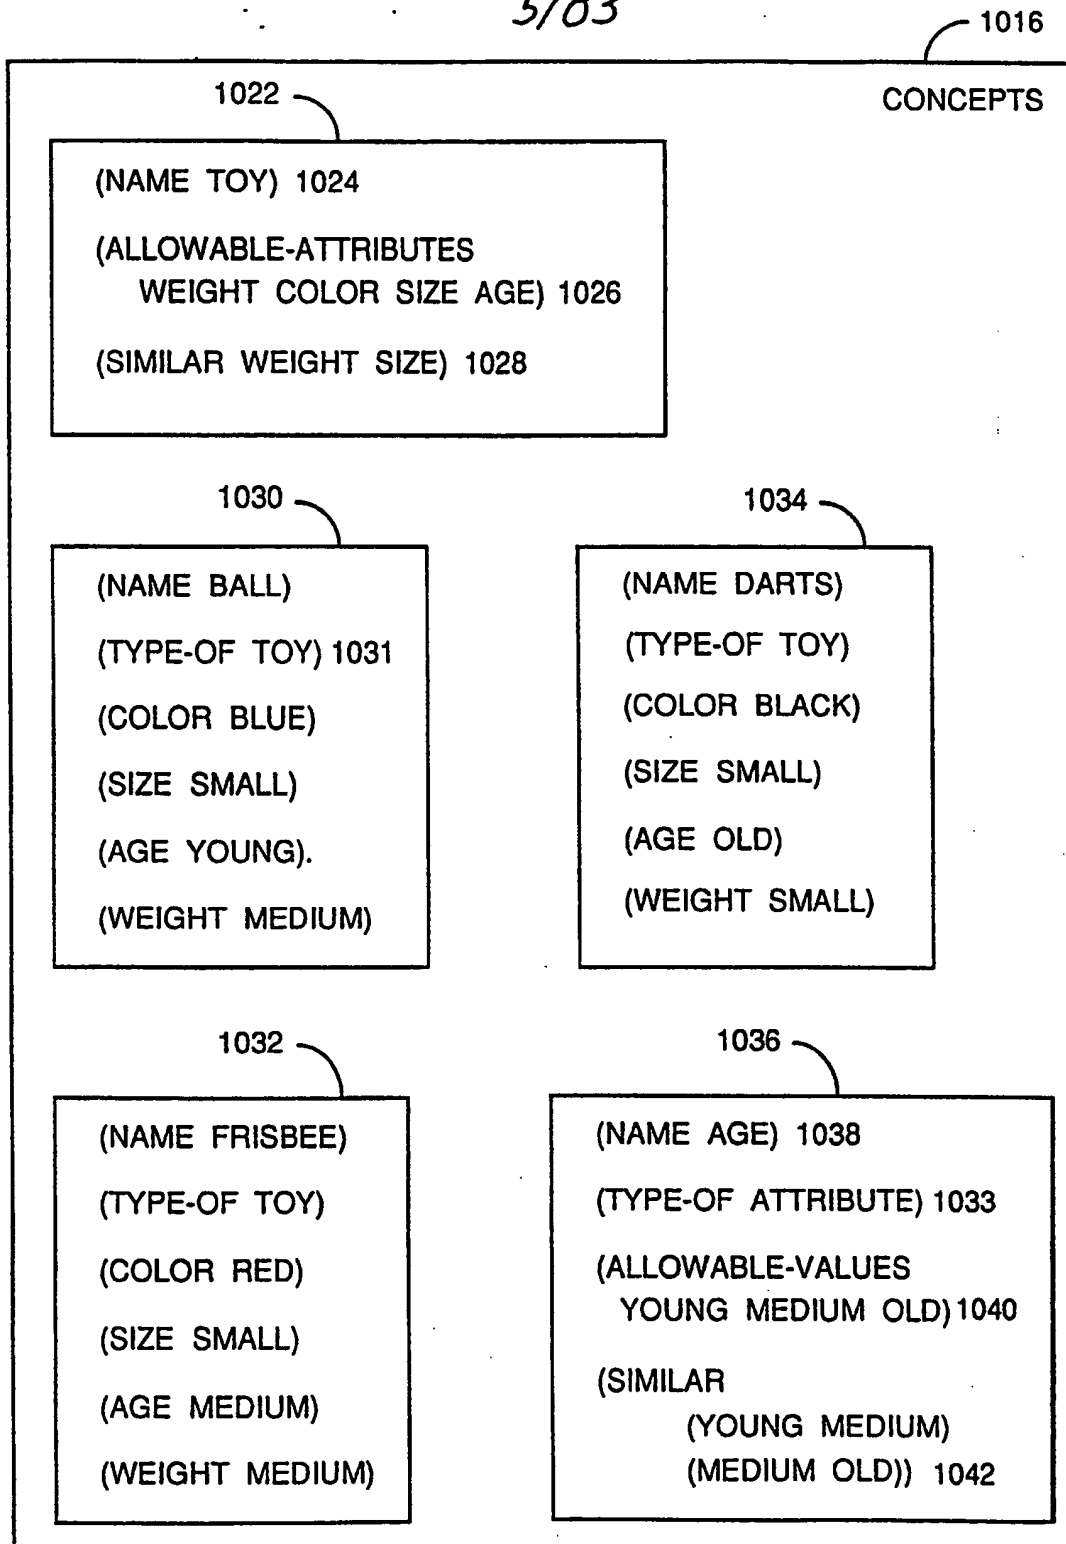 5/03
1016
CONCEPTS
1022
(NAME TOY) 1024
(ALLOWABLE-ATTRIBUTES
WEIGHT COLOR SIZE AGE) 1026
(SIMILAR WEIGHT SIZE) 1028
1030
(NAME BALL)
(TYPE-OF TOY) 1031
(COLOR BLUE)
(SIZE SMALL)
(AGE YOUNG).
(WEIGHT MEDIUM)
1034
(NAME DARTS)
(TYPE-OF TOY)
(COLOR BLACK)
(SIZE SMALL)
(AGE OLD)
(WEIGHT SMALL)
1032
(NAME FRISBEE)
(TYPE-OF TOY)
(COLOR RED)
(SIZE SMALL)
(AGE MEDIUM)
(WEIGHT MEDIUM)
1036
(NAME AGE) 1038
(TYPE-OF ATTRIBUTE) 1033
(ALLOWABLE-VALUES
YOUNG MEDIUM OLD) 1040
(SIMILAR
(YOUNG MEDIUM)
(MEDIUM OLD)) 1042